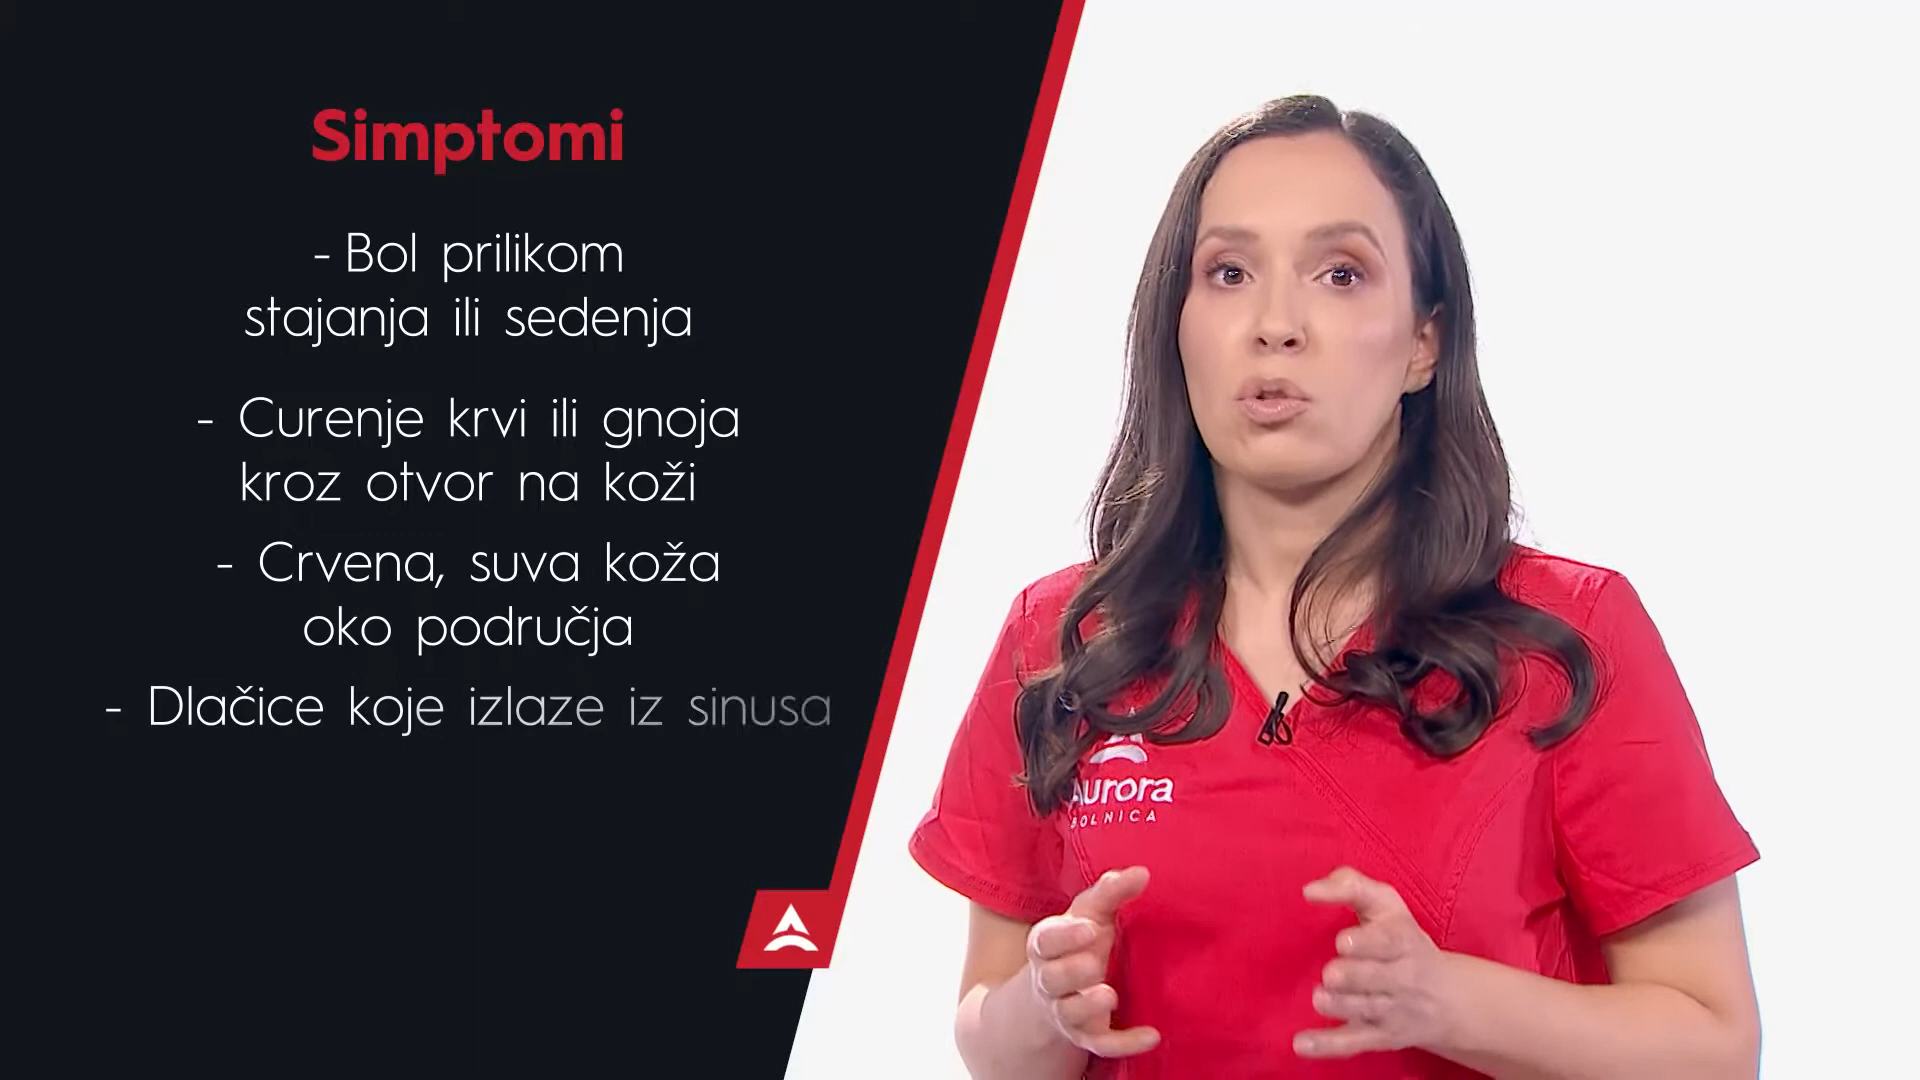 Simptomi
- Bol prilikom
stajanja ili sedenja
- Curenje krvi ili gnoja
kroz otvor na koži
- Crvena, suva koža
oko područja
- Dlačice koje izlaze iz sinusa
Aurora
BOLNICA